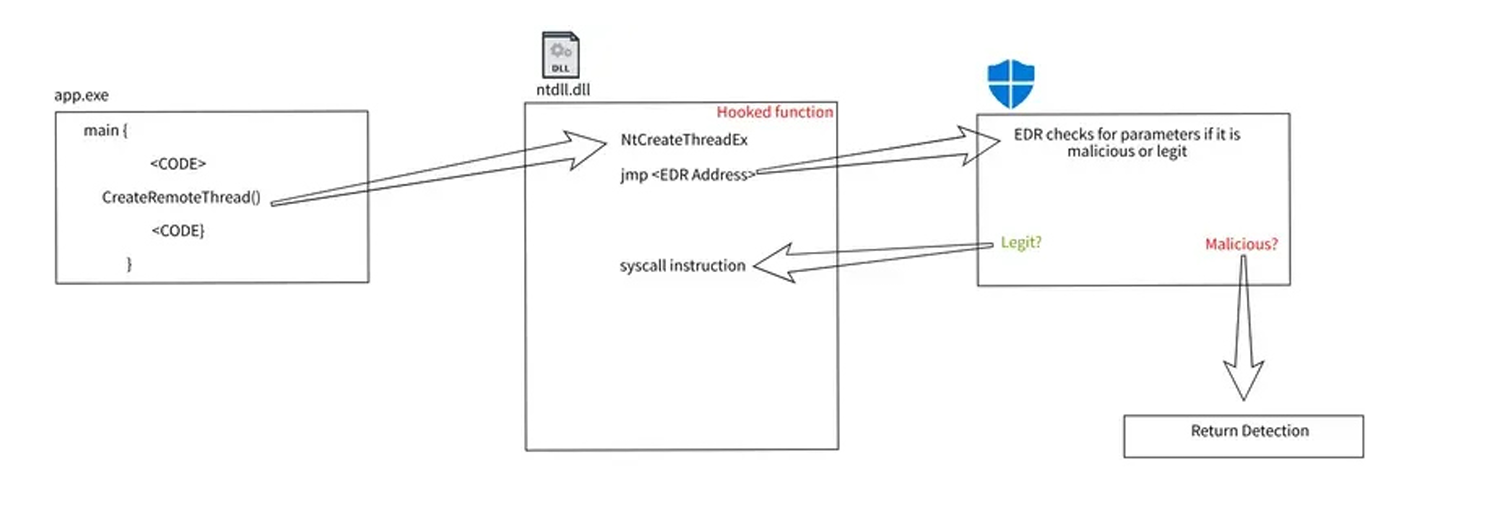 app.exe
main {
<CODE>
CreateRemoteThread()
<CODE}
}
DLL
ntdll.dll
Hooked function
NtCreateThreadEx
jmp <EDR Address>
syscall instruction
EDR checks for parameters if it is
malicious or legit
Legit?
Malicious?
Return Detection